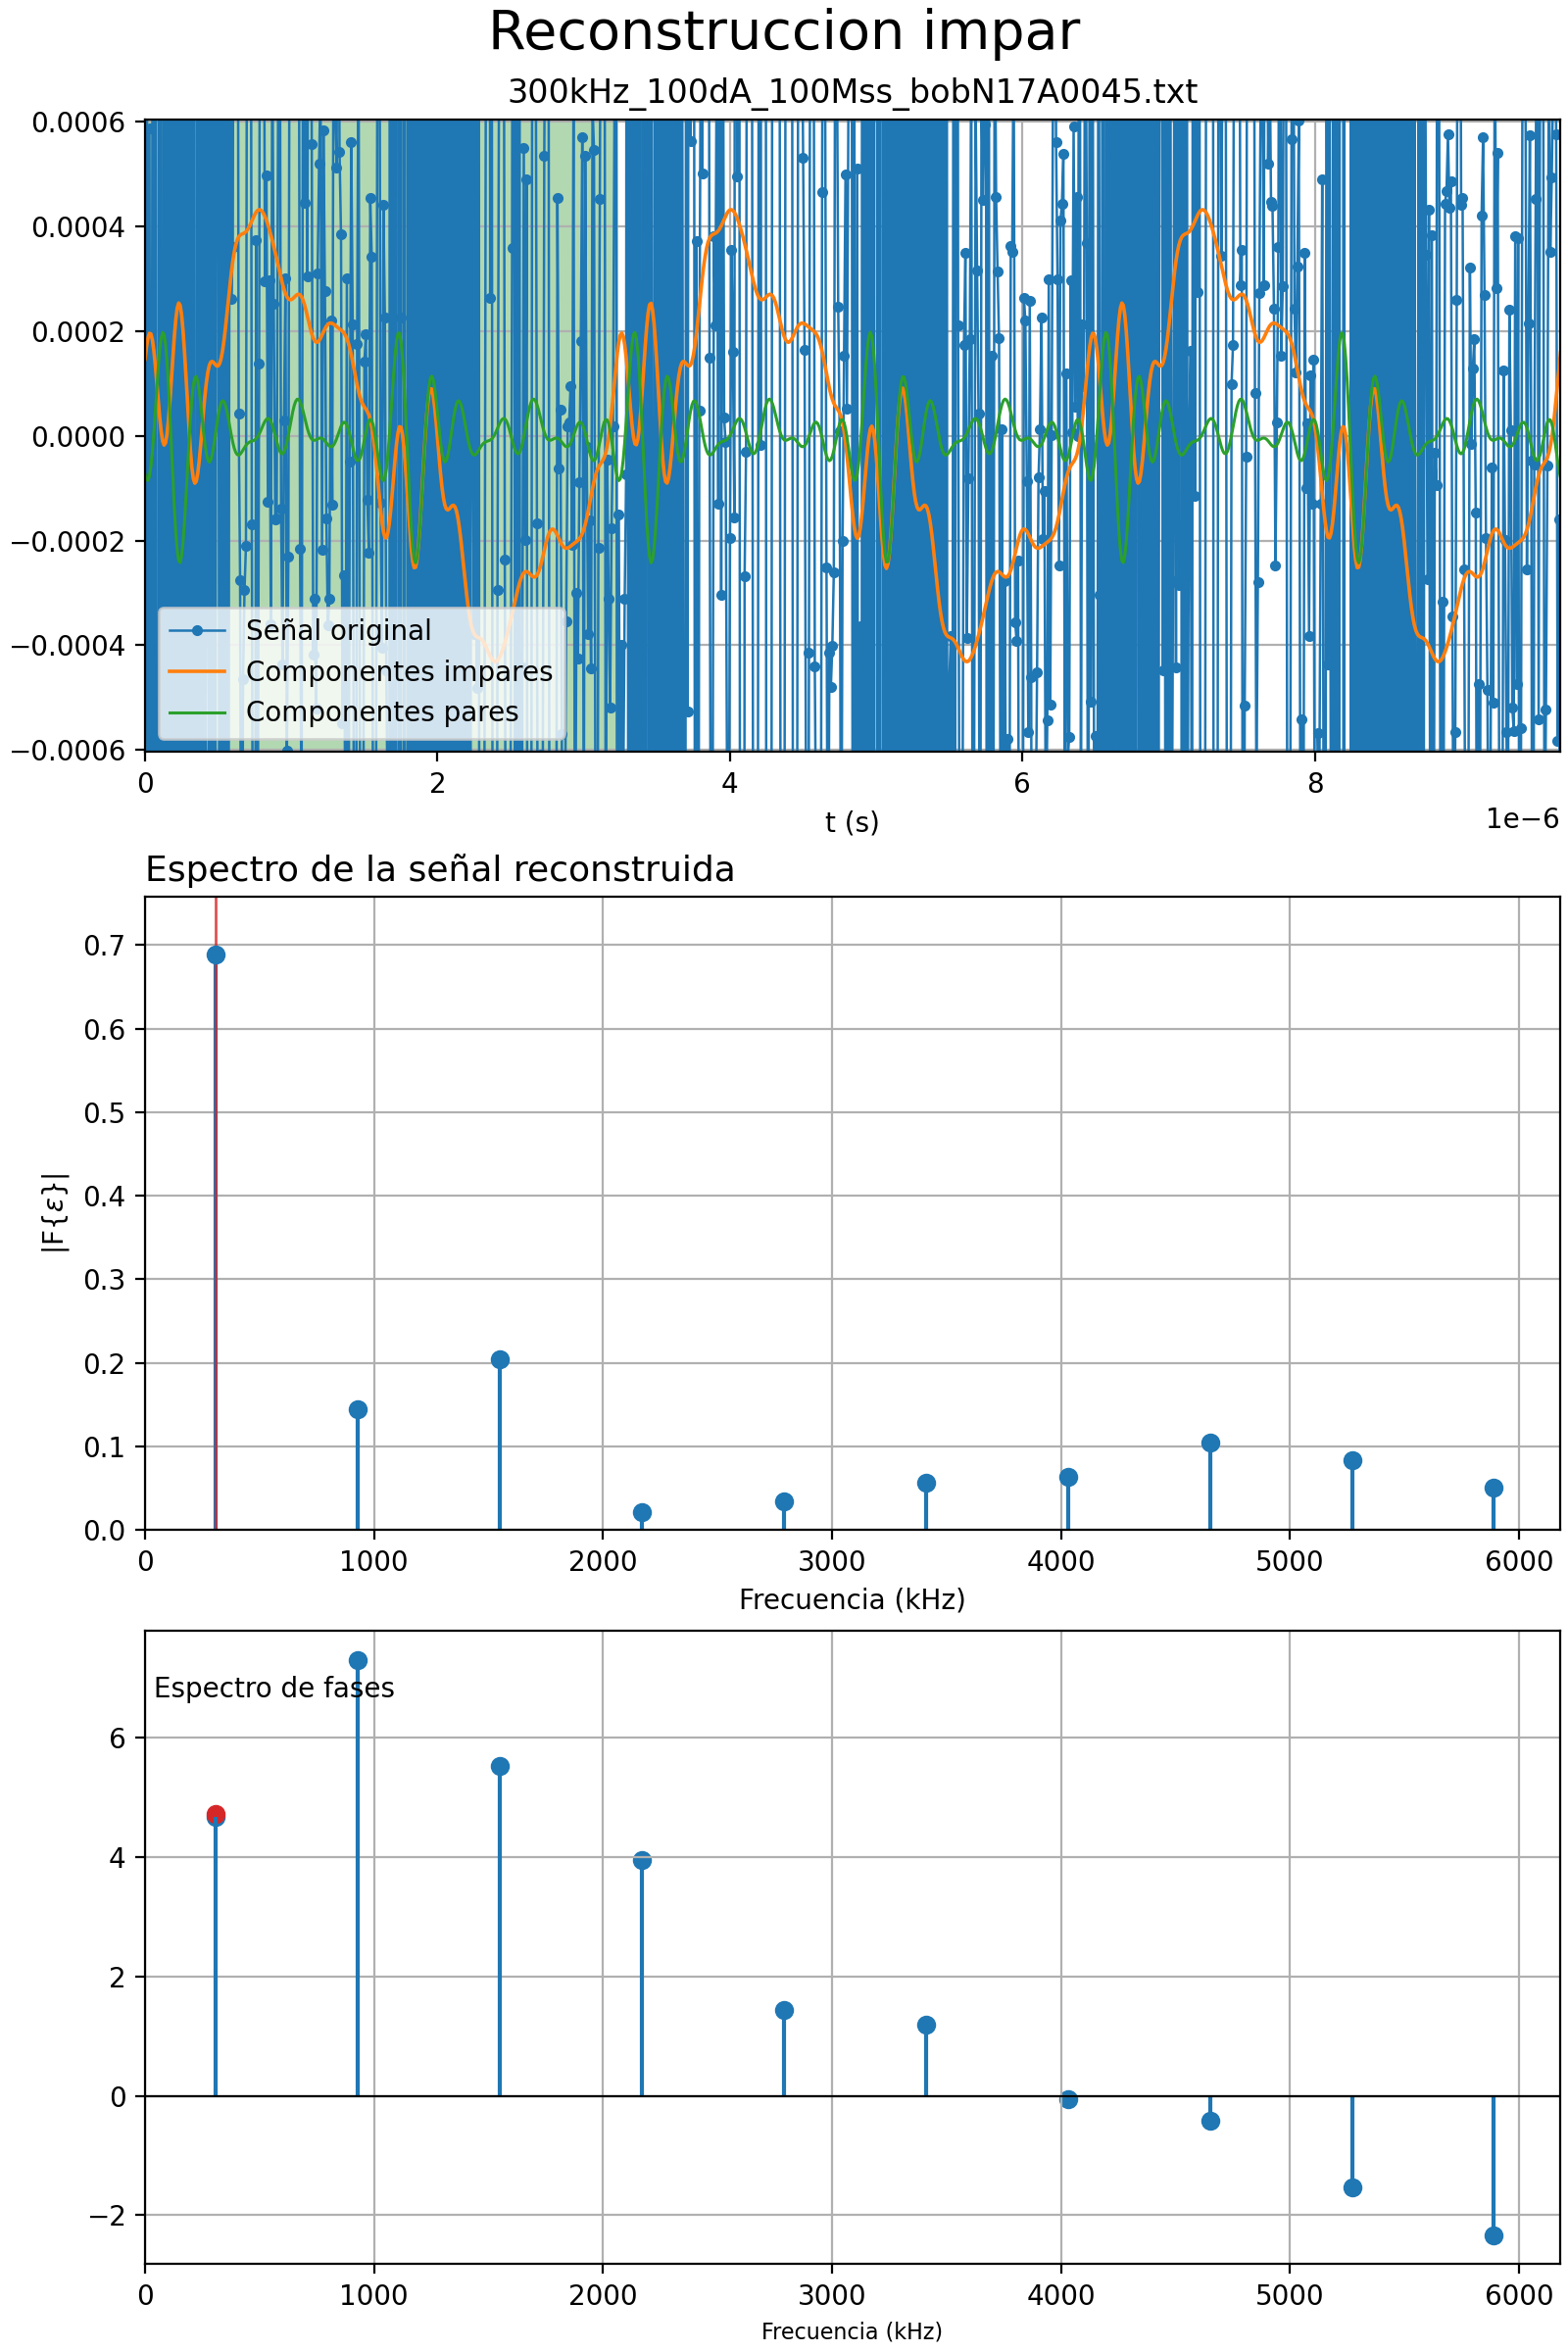 Reconstruccion impar
300kHz_100dA_100Mss_bobN17A0045.txt
0.0006
0.0004
0.0002
0.0000
−0.0002
−0.0004
−0.0006
Señal original
Componentes impares
Componentes pares
0 2 4 6 8
t (s)
1e−6
Espectro de la señal reconstruida
0.7
0.6
0.5
0.4
0.3
0.2
0.1
0.0
|F{ε}|
0 1000 2000 3000 4000 5000 6000
Frecuencia (kHz)
Espectro de fases
6
4
2
0
−2
0 1000 2000 3000 4000 5000 6000
Frecuencia (kHz)